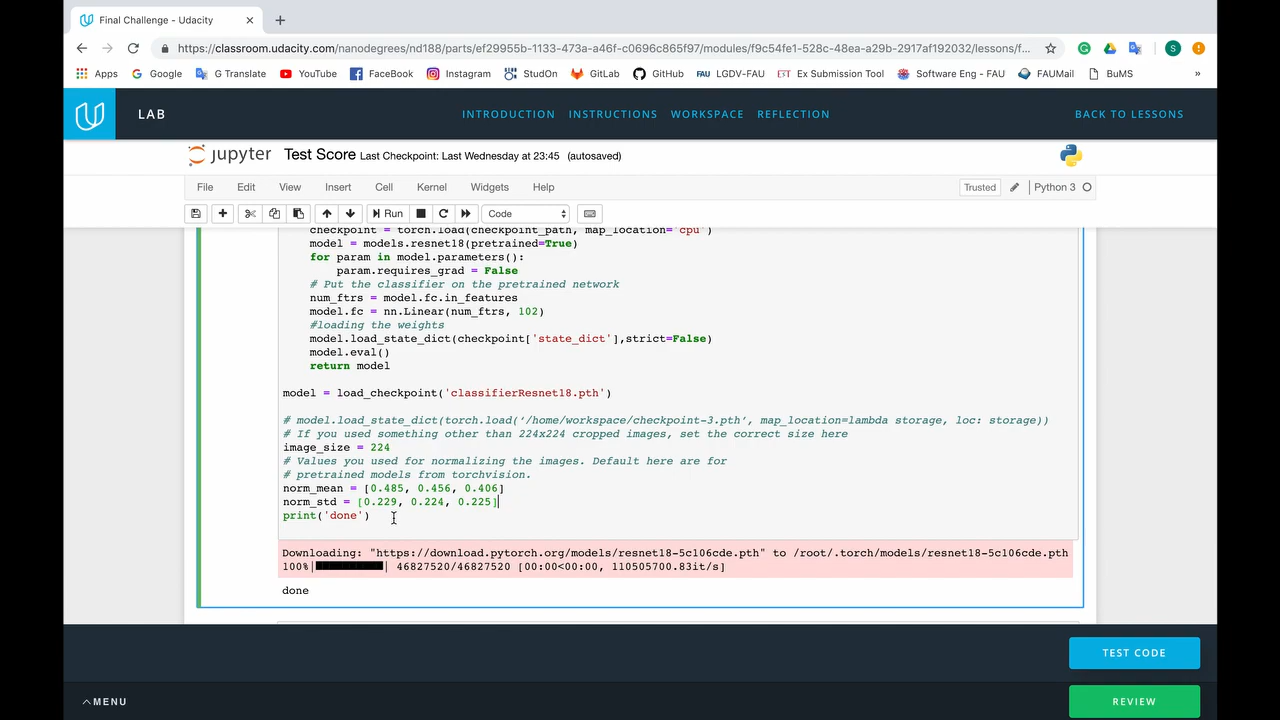 Final Challenge - Udacity
https://classroom.udacity.com/nanodegrees/nd188/parts/ef29955b-1133-473a-a46f-c0696c865f97/modules/f9c54fe1-528c-48ea-a29b-2917af192032/lessons/f...
S
Apps Google G Translate YouTube FaceBook Instagram StudOn GitLab GitHub FAU LGDV-FAU EST Ex Submission Tool Software Eng - FAU FAUMail BuMS »
LAB INTRODUCTION INSTRUCTIONS WORKSPACE REFLECTION BACK TO LESSONS
jupyter Test Score Last Checkpoint: Last Wednesday at 23:45 (autosaved)
File Edit View Insert Cell Kernel Widgets Help Trusted Python 3
Run Code
checkpoint = torch.load(checkpoint_path, map_location='cpu')
model = models.resnet18(pretrained=True)
for param in model.parameters():
param.requires_grad = False
# Put the classifier on the pretrained network
num_ftrs = model.fc.in_features
model.fc = nn.Linear(num_ftrs, 102)
#loading the weights
model.load_state_dict(checkpoint['state_dict'],strict=False)
model.eval()
return model
model = load_checkpoint('classifierResnet18.pth')
# model.load_state_dict(torch.load(‘/home/workspace/checkpoint-3.pth’, map_location=lambda storage, loc: storage))
# If you used something other than 224x224 cropped images, set the correct size here
image_size = 224
# Values you used for normalizing the images. Default here are for
# pretrained models from torchvision.
norm_mean = [0.485, 0.456, 0.406]
norm_std = [0.229, 0.224, 0.225]
print('done')
Downloading: "https://download.pytorch.org/models/resnet18-5c106cde.pth" to /root/.torch/models/resnet18-5c106cde.pth
100%|██████████| 46827520/46827520 [00:00<00:00, 110505700.83it/s]
done
TEST CODE
MENU
REVIEW